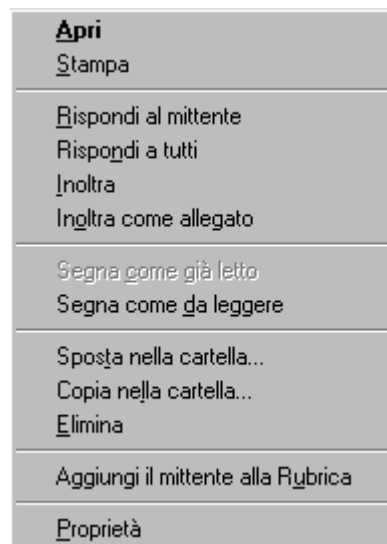 Apri
Stampa
Rispondi al mittente
Rispondi a tutti
Inoltra
Inoltra come allegato
Segna come già letto
Segna come da leggere
Sposta nella cartella...
Copia nella cartella...
Elimina
Aggiungi il mittente alla Rubrica
Proprietà